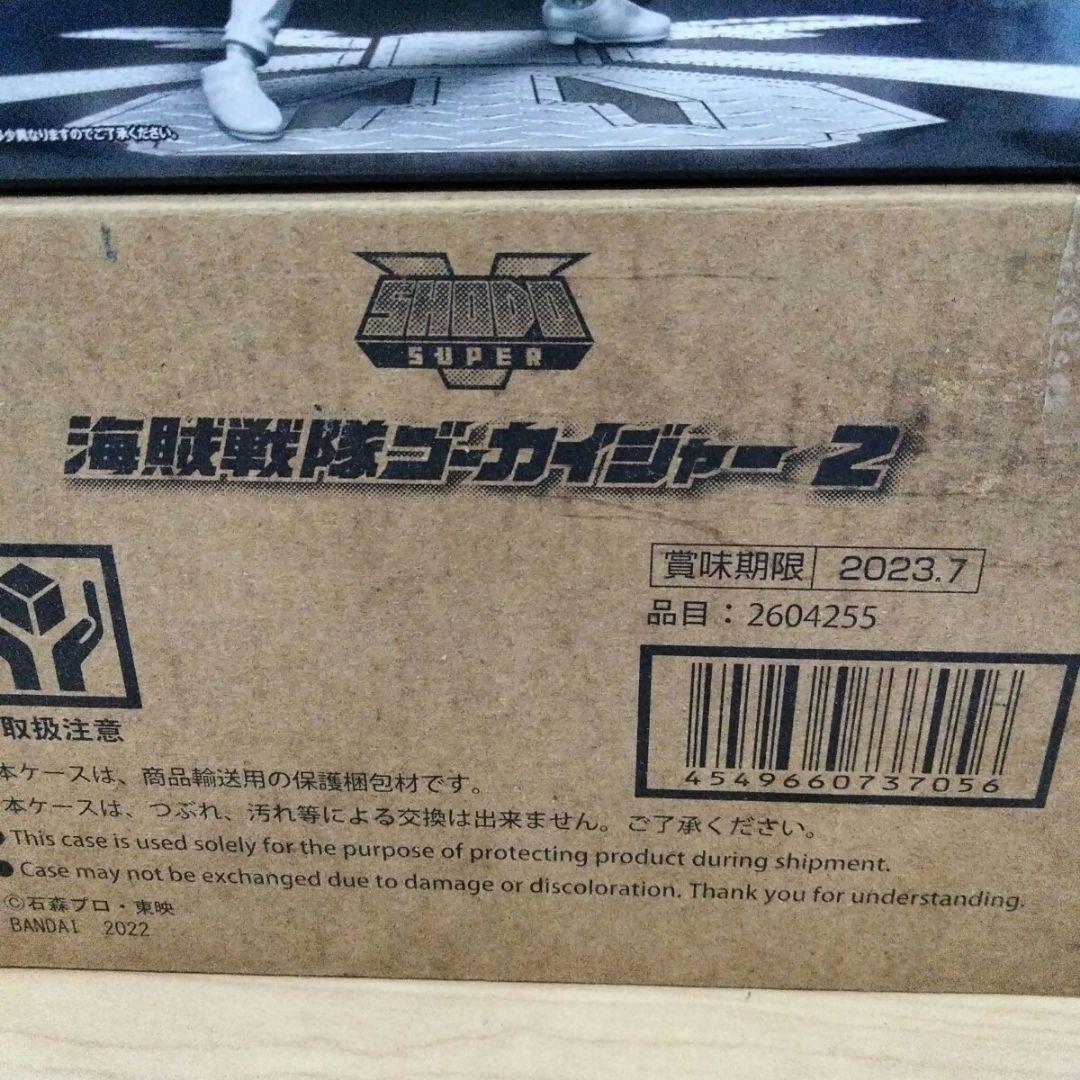 少異なりますのでご了承ください。
SHODO
SUPER
海賊戦隊ゴーカイジャー 2
賞味期限 2023.7
品目：2604255
4549660737056
取扱注意
本ケースは、商品輸送用の保護梱包材です。
本ケースは、つぶれ、汚れ等による交換は出来ません。ご了承ください。
● This case is used solely for the purpose of protecting product during shipment.
● Case may not be exchanged due to damage or discoloration. Thank you for understanding.
©石森プロ・東映
BANDAI 2022